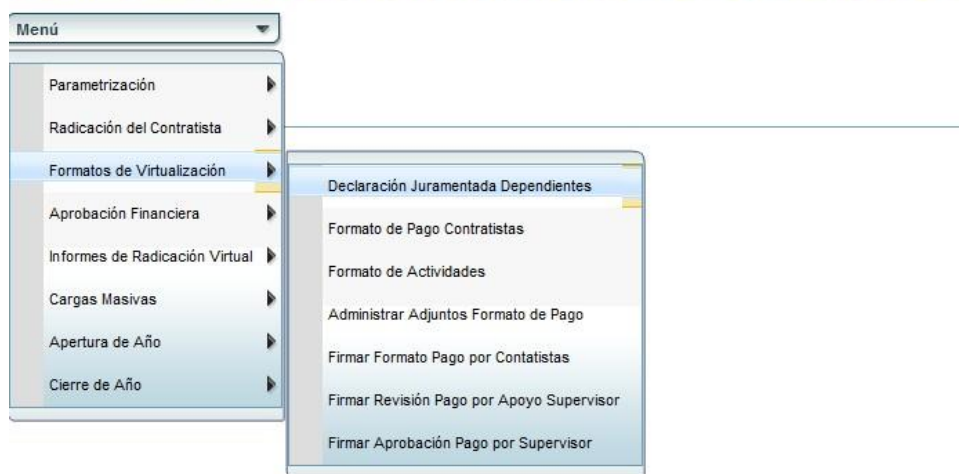 Menú
Parametrización
Radicación del Contratista
Formatos de Virtualización
Aprobación Financiera
Informes de Radicación Virtual
Cargas Masivas
Apertura de Año
Cierre de Año
Declaración Juramentada Dependientes
Formato de Pago Contratistas
Formato de Actividades
Administrar Adjuntos Formato de Pago
Firmar Formato Pago por Contatistas
Firmar Revisión Pago por Apoyo Supervisor
Firmar Aprobación Pago por Supervisor